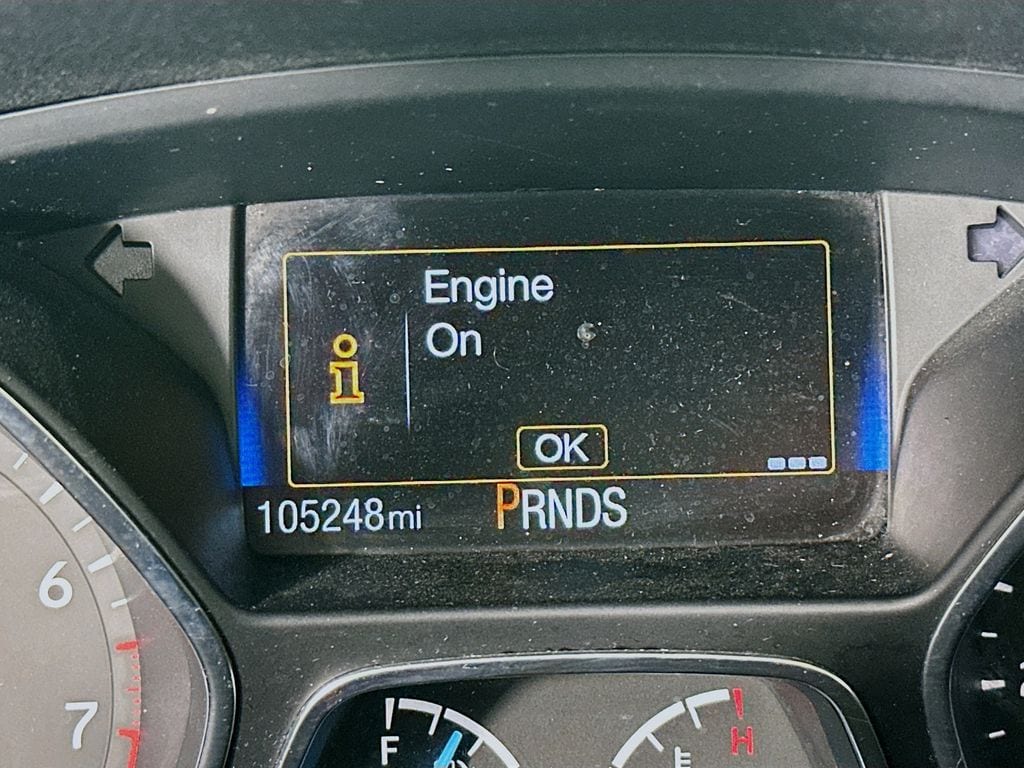 Engine
On
OK
105248mi PRNDS
6
7
F
H